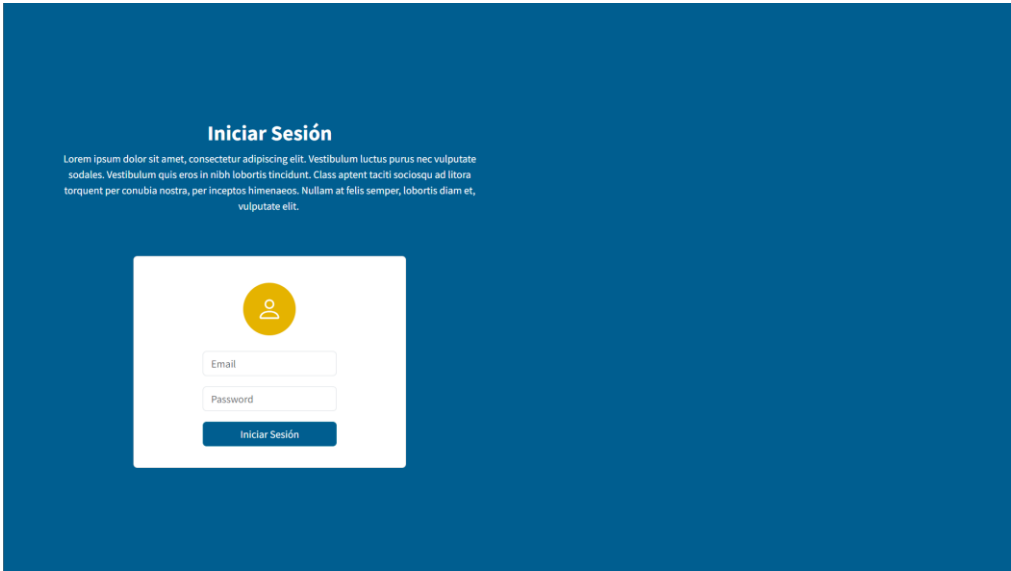 Iniciar Sesión
Lorem ipsum dolor sit amet, consectetur adipiscing elit. Vestibulum luctus purus nec vulputate
sodales. Vestibulum quis eros in nibh lobortis tincidunt. Class aptent taciti sociosqu ad litora
torquent per conubia nostra, per inceptos himenaeos. Nullam at felis semper, lobortis diam et,
vulputate elit.
Email
Password
Iniciar Sesión